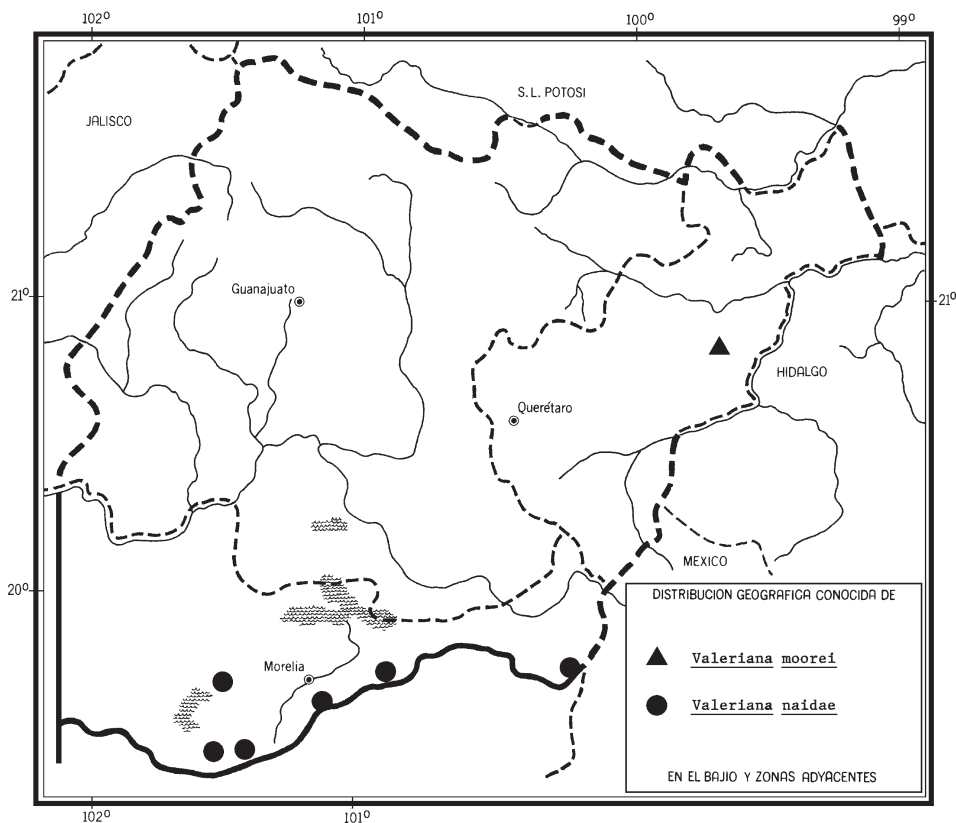 102º 101º 100º 99º
S.L. POTOSI
JALISCO
Guanajuato
21º 21º
HIDALGO
Querétaro
MEXICO
20º
DISTRIBUCION GEOGRAFICA CONOCIDA DE
Morelia
Valeriana moorei
Valeriana naidae
EN EL BAJIO Y ZONAS ADYACENTES
102º 101º